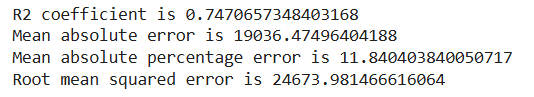 R2 coefficient is 0.7470657348403168
Mean absolute error is 19036.47496404188
Mean absolute percentage error is 11.840403840050717
Root mean squared error is 24673.981466616064